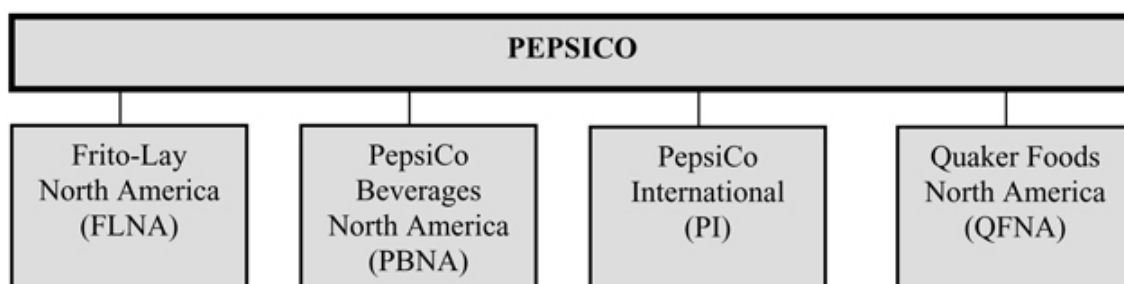 PEPSICO
Frito-Lay
North America
(FLNA)
PepsiCo
Beverages
North America
(PBNA)
PepsiCo
International
(PI)
Quaker Foods
North America
(QFNA)